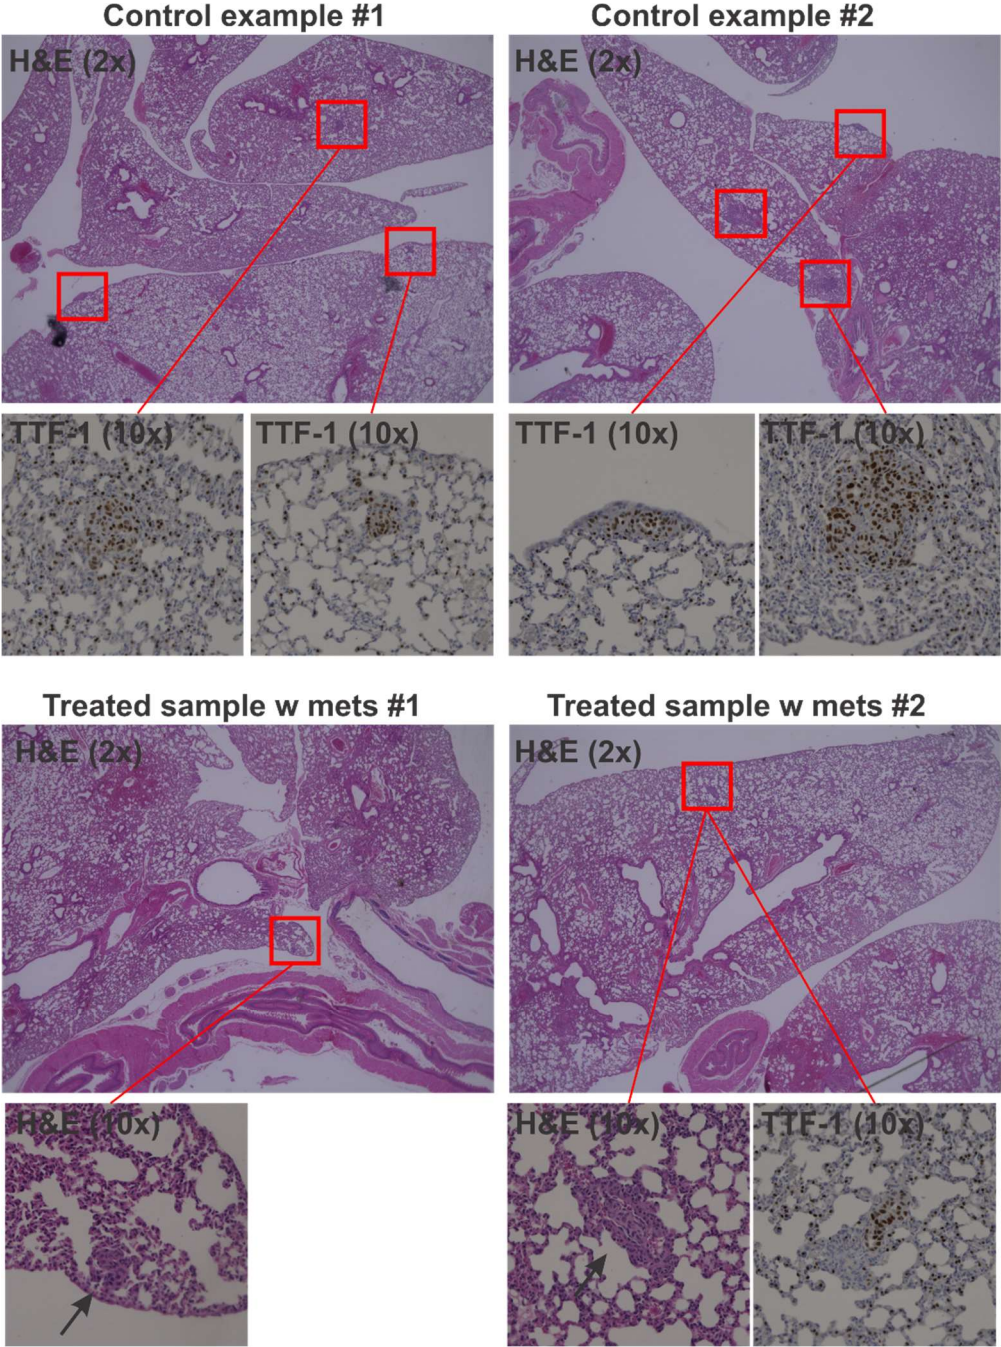 Control example #1
Control example #2
H&E (2x)
H&E (2x)
TTF-1 (10x)
TTF-1 (10x)
TTF-1 (10x)
TTF-1 (10x)
Treated sample w mets #1
Treated sample w mets #2
H&E (2x)
H&E (2x)
H&E (10x)
H&E (10x)
TTF-1 (10x)